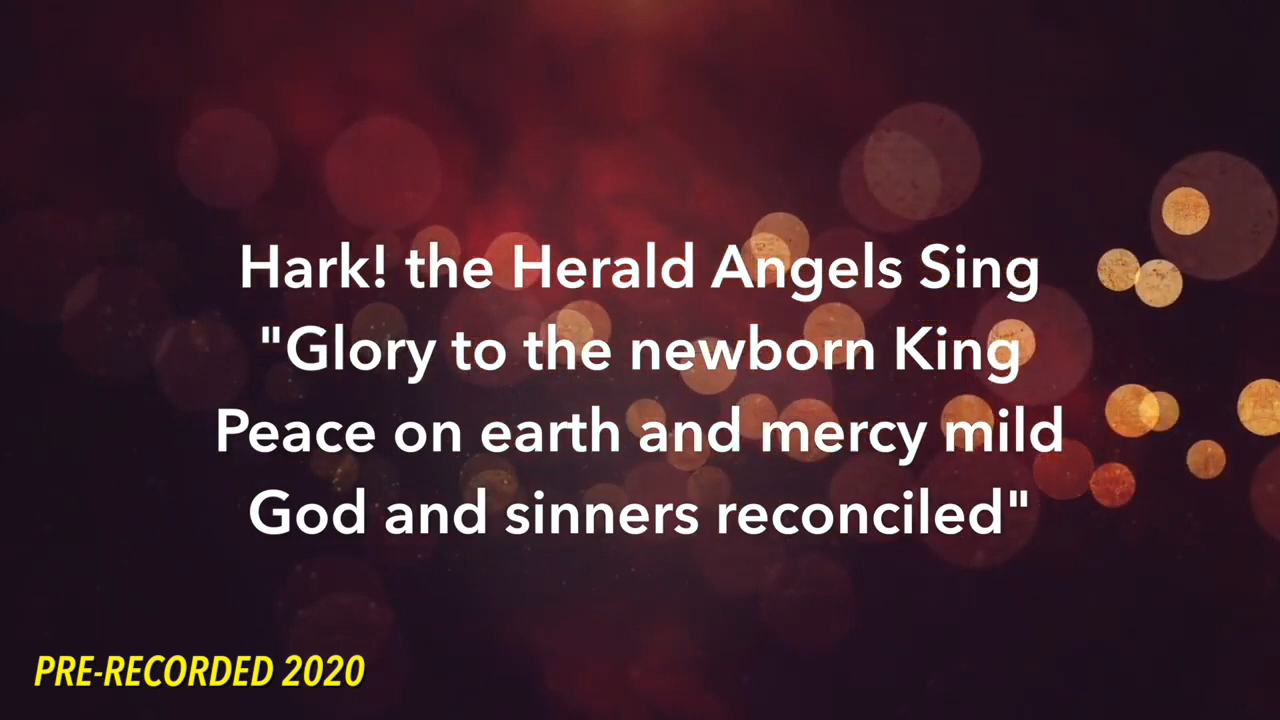 Hark! the Herald Angels Sing
"Glory to the newborn King
Peace on earth and mercy mild
God and sinners reconciled"
PRE-RECORDED 2020